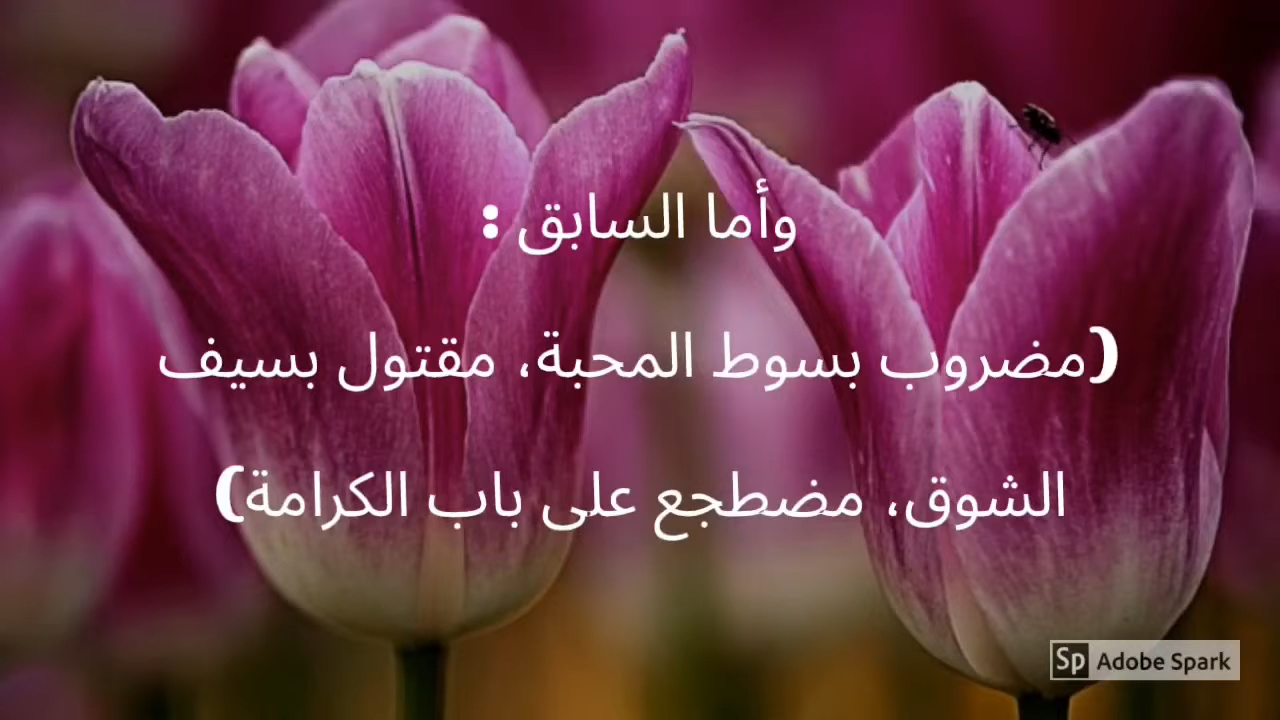 وأما السابق :
(مضروب بسوط المحبة، مقتول بسيف
الشوق، مضطجع على باب الكرامة)
Sp Adobe Spark